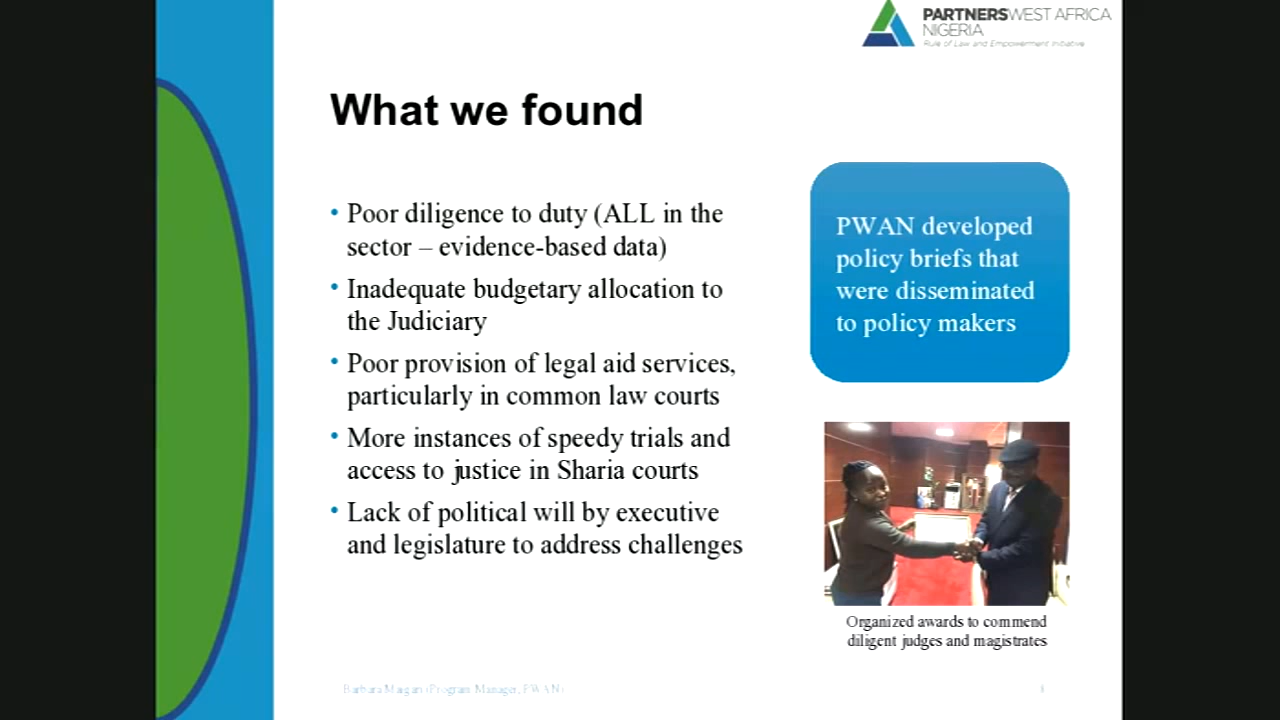 PARTNERSWEST AFRICA
NIGERIA
Rule of Law and Empowerment Initiative
What we found
• Poor diligence to duty (ALL in the
sector – evidence-based data)
• Inadequate budgetary allocation to
the Judiciary
• Poor provision of legal aid services,
particularly in common law courts
• More instances of speedy trials and
access to justice in Sharia courts
• Lack of political will by executive
and legislature to address challenges
PWAN developed
policy briefs that
were disseminated
to policy makers
Organized awards to commend
diligent judges and magistrates
Barbara Maigari (Program Manager, PWAN)